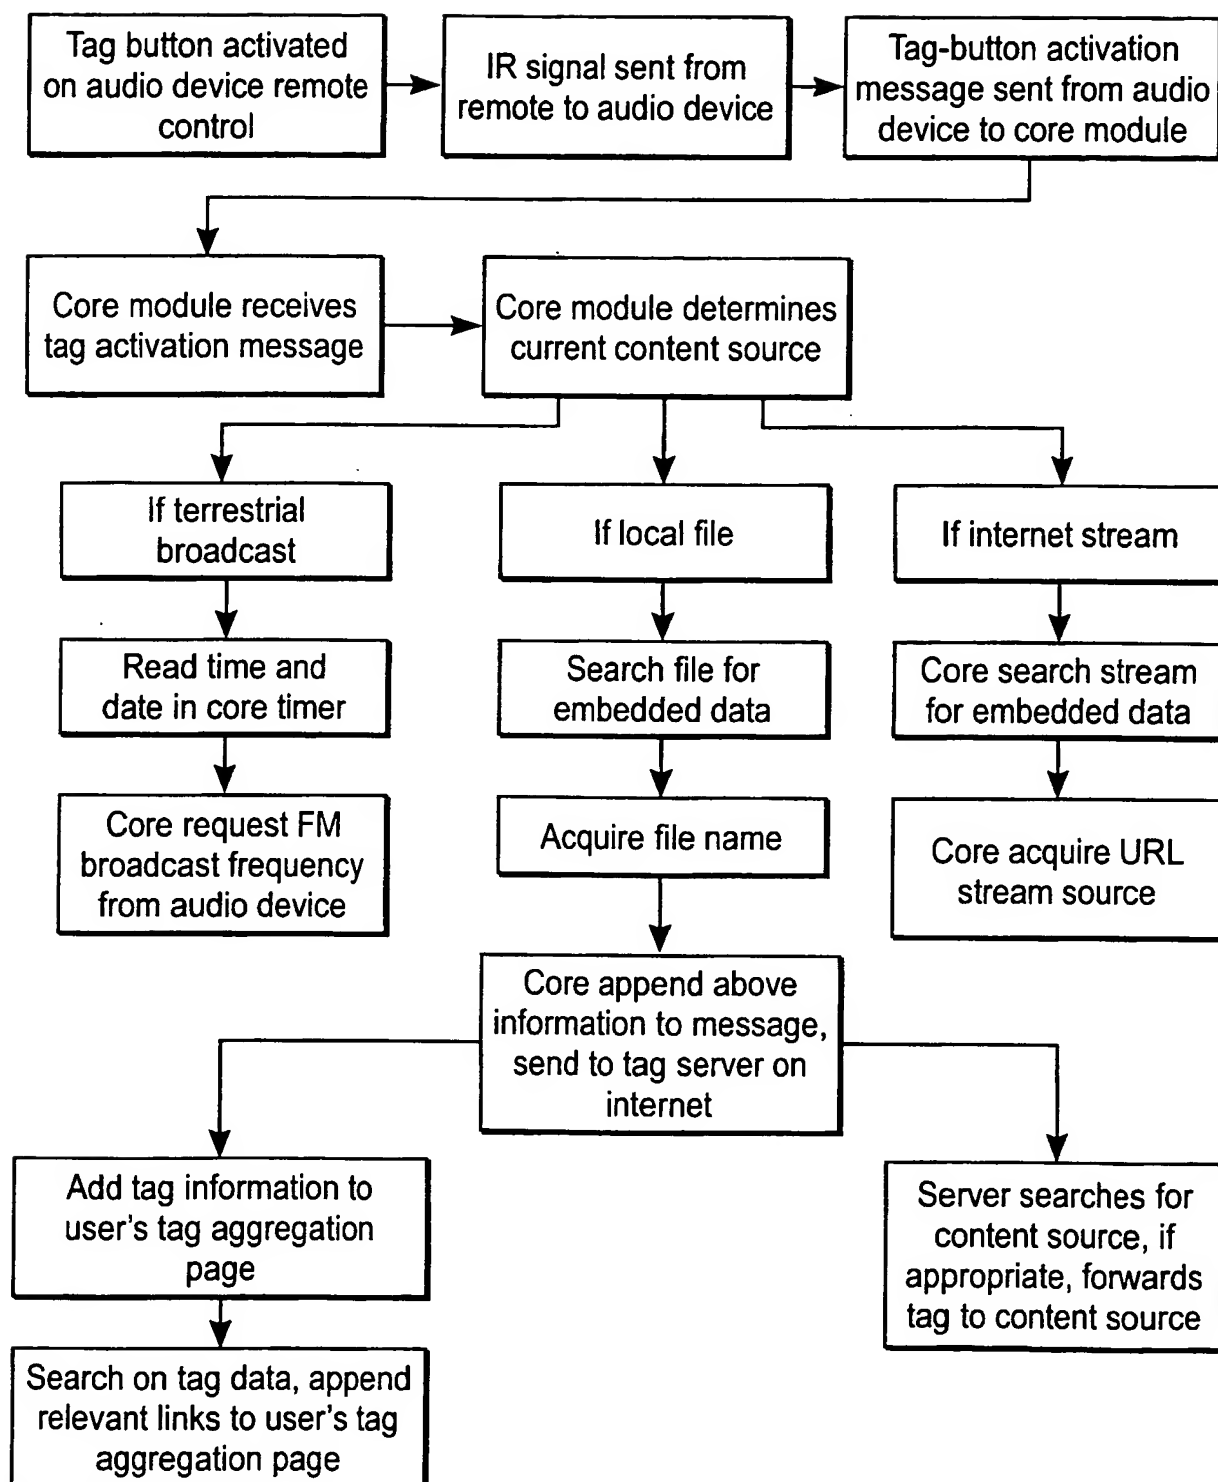 Tag button activated
on audio device remote
control
IR signal sent from
remote to audio device
Tag-button activation
message sent from audio
device to core module
Core module receives
tag activation message
Core module determines
current content source
If terrestrial
broadcast
If local file
If internet stream
Read time and
date in core timer
Search file for
embedded data
Core search stream
for embedded data
Core request FM
broadcast frequency
from audio device
Acquire file name
Core acquire URL
stream source
Core append above
information to message,
send to tag server on
internet
Add tag information to
user's tag aggregation
page
Server searches for
content source, if
appropriate, forwards
tag to content source
Search on tag data, append
relevant links to user's tag
aggregation page